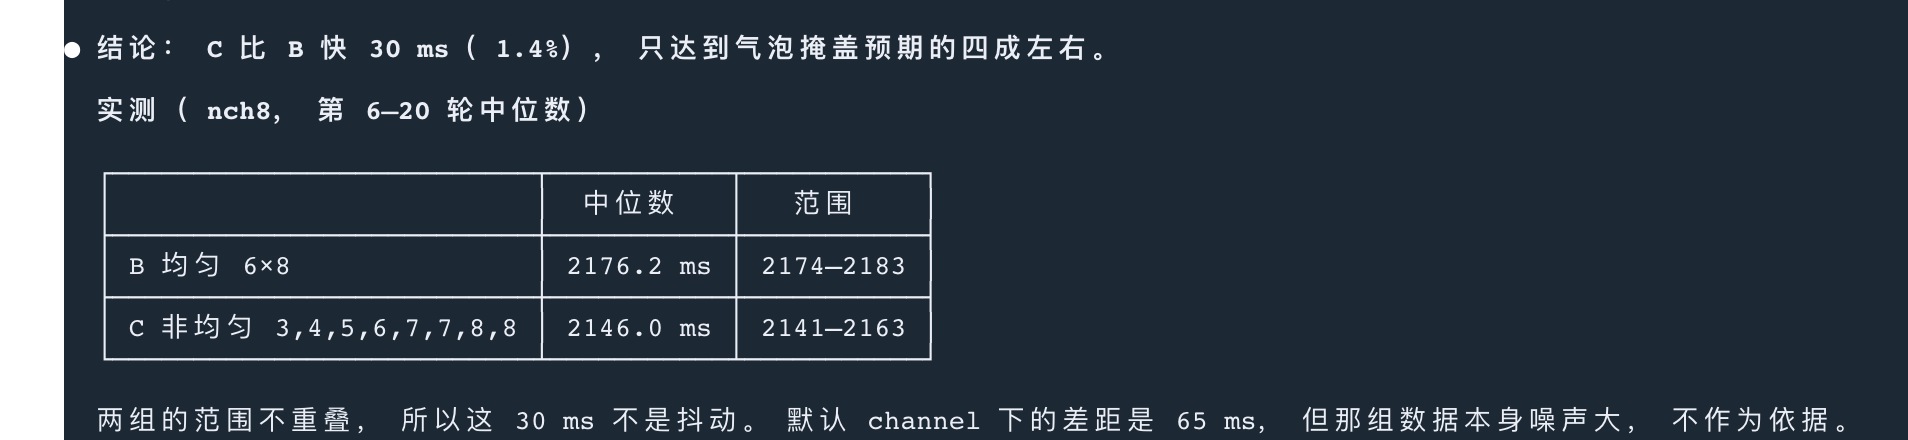 ● 结论： C 比 B 快 30 ms（ 1.4%）， 只达到气泡掩盖预期的四成左右。
实测（ nch8， 第 6—20 轮中位数）
中位数 范围
B 均匀 6×8 2176.2 ms 2174—2183
C 非均匀 3,4,5,6,7,7,8,8 2146.0 ms 2141—2163
两组的范围不重叠， 所以这 30 ms 不是抖动。 默认 channel 下的差距是 65 ms， 但那组数据本身噪声大， 不作为依据。